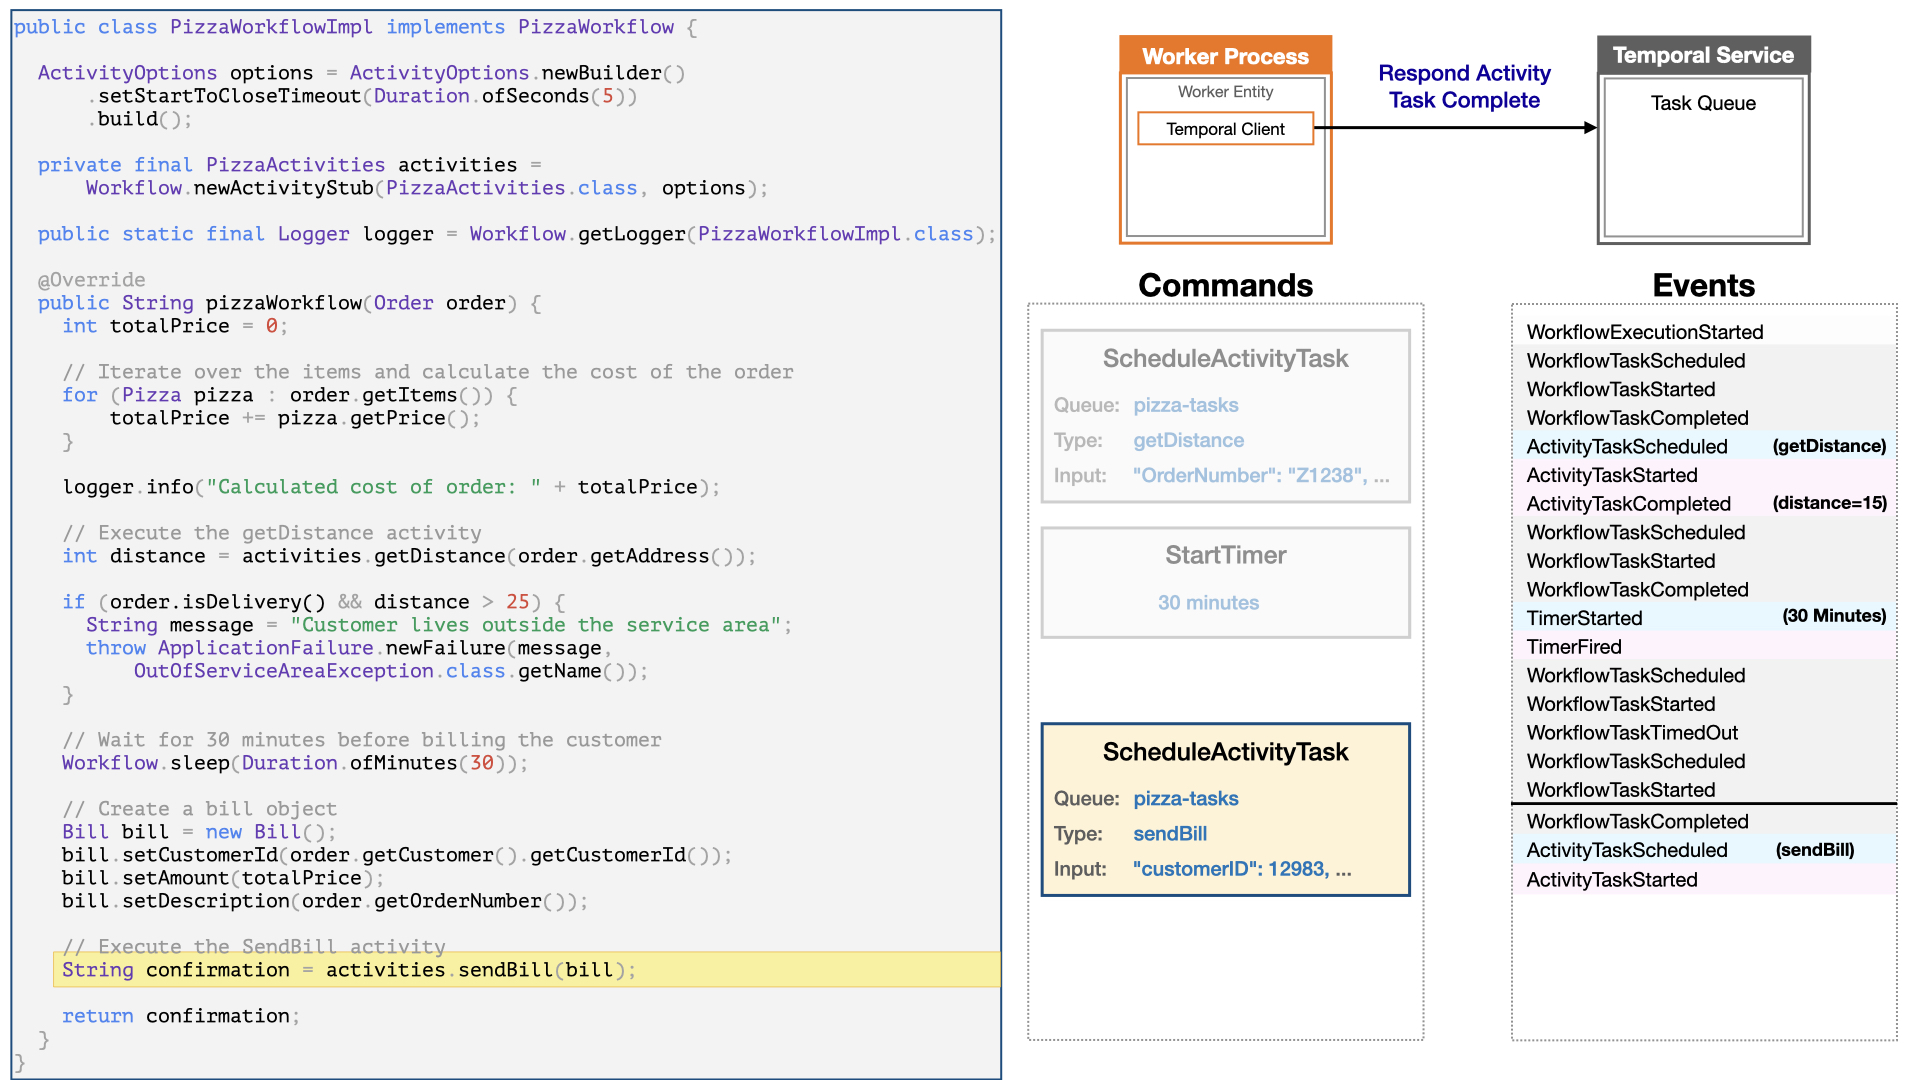 public class PizzaWorkflowImpl implements PizzaWorkflow {
ActivityOptions options = ActivityOptions.newBuilder()
.setStartToCloseTimeout(Duration.ofSeconds(5))
.build();
private final PizzaActivities activities =
Workflow.newActivityStub(PizzaActivities.class, options);
public static final Logger logger = Workflow.getLogger(PizzaWorkflowImpl.class);
@Override
public String pizzaWorkflow(Order order) {
int totalPrice = 0;
// Iterate over the items and calculate the cost of the order
for (Pizza pizza : order.getItems()) {
totalPrice += pizza.getPrice();
}
logger.info("Calculated cost of order: " + totalPrice);
// Execute the getDistance activity
int distance = activities.getDistance(order.getAddress());
if (order.isDelivery() && distance > 25) {
String message = "Customer lives outside the service area";
throw ApplicationFailure.newFailure(message,
OutOfServiceAreaException.class.getName());
}
// Wait for 30 minutes before billing the customer
Workflow.sleep(Duration.ofMinutes(30));
// Create a bill object
Bill bill = new Bill();
bill.setCustomerId(order.getCustomer().getCustomerId());
bill.setAmount(totalPrice);
bill.setDescription(order.getOrderNumber());
// Execute the SendBill activity
String confirmation = activities.sendBill(bill);
return confirmation;
}
}
Worker Process
Worker Entity
Temporal Client
Respond Activity
Task Complete
Temporal Service
Task Queue
Commands
ScheduleActivityTask
Queue: pizza-tasks
Type: getDistance
Input: "OrderNumber": "Z1238", ...
StartTimer
30 minutes
ScheduleActivityTask
Queue: pizza-tasks
Type: sendBill
Input: "customerID": 12983, ...
Events
WorkflowExecutionStarted
WorkflowTaskScheduled
WorkflowTaskStarted
WorkflowTaskCompleted
ActivityTaskScheduled (getDistance)
ActivityTaskStarted
ActivityTaskCompleted (distance=15)
WorkflowTaskScheduled
WorkflowTaskStarted
WorkflowTaskCompleted
TimerStarted (30 Minutes)
TimerFired
WorkflowTaskScheduled
WorkflowTaskStarted
WorkflowTaskTimedOut
WorkflowTaskScheduled
WorkflowTaskStarted
WorkflowTaskCompleted
ActivityTaskScheduled (sendBill)
ActivityTaskStarted